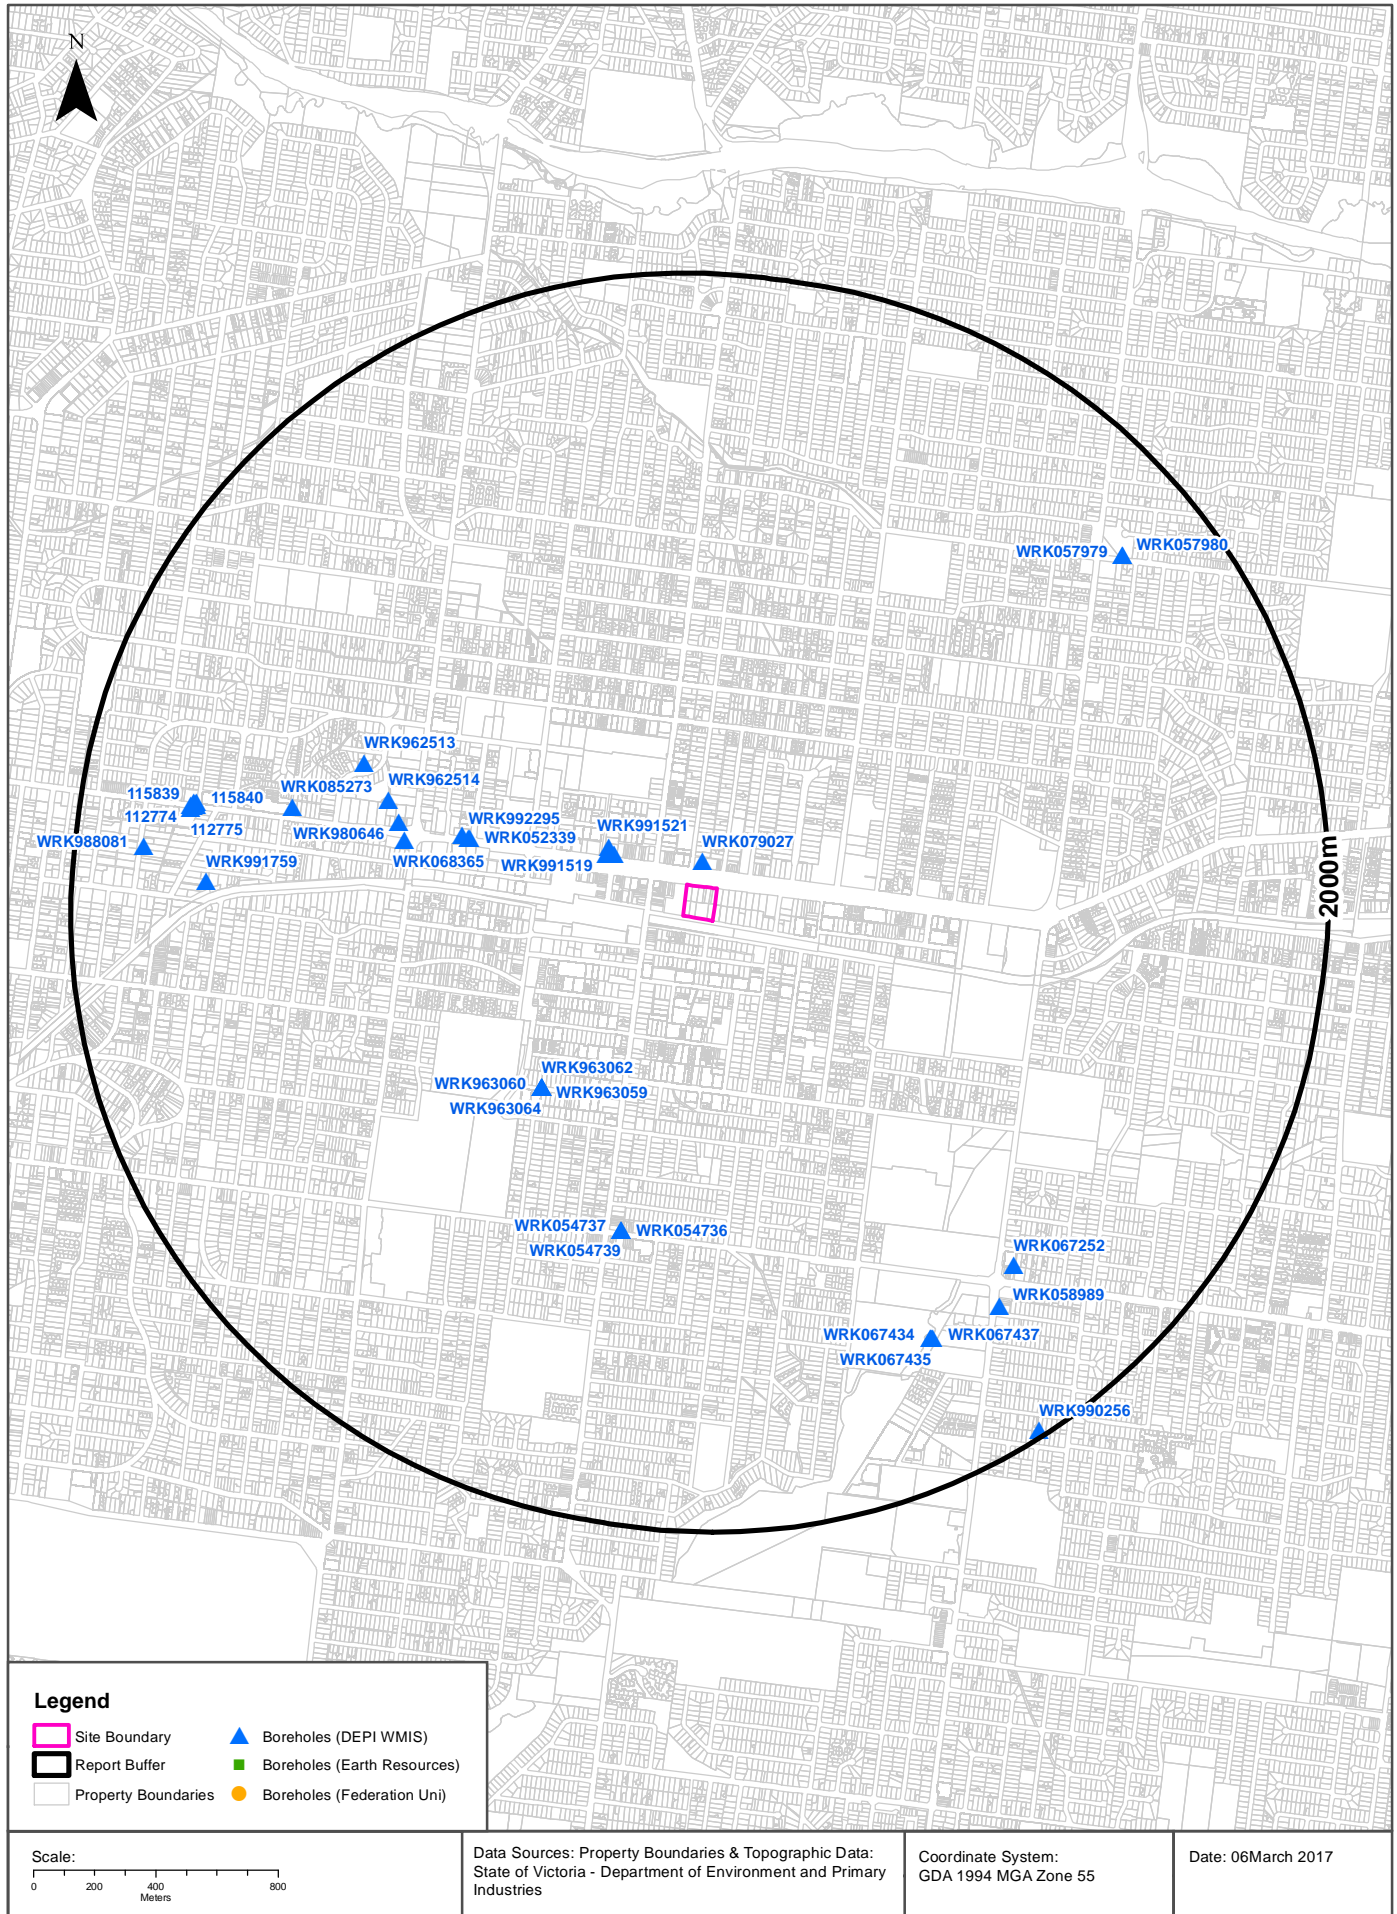 N
WRK057979
WRK057980
WRK962513
WRK962514
WRK085273
115839
115840
112774
112775
WRK988081
WRK991759
WRK980646
WRK068365
WRK992295
WRK052339
WRK991521
WRK991519
WRK079027
2000m
WRK963062
WRK963060
WRK963059
WRK963064
WRK054737
WRK054736
WRK054739
WRK067252
WRK058989
WRK067434
WRK067437
WRK067435
WRK990256
Legend
Site Boundary
Report Buffer
Property Boundaries
Boreholes (DEPI WMIS)
Boreholes (Earth Resources)
Boreholes (Federation Uni)
Scale:
0 200 400 800
Meters
Data Sources: Property Boundaries & Topographic Data:
State of Victoria - Department of Environment and Primary
Industries
Coordinate System:
GDA 1994 MGA Zone 55
Date: 06March 2017